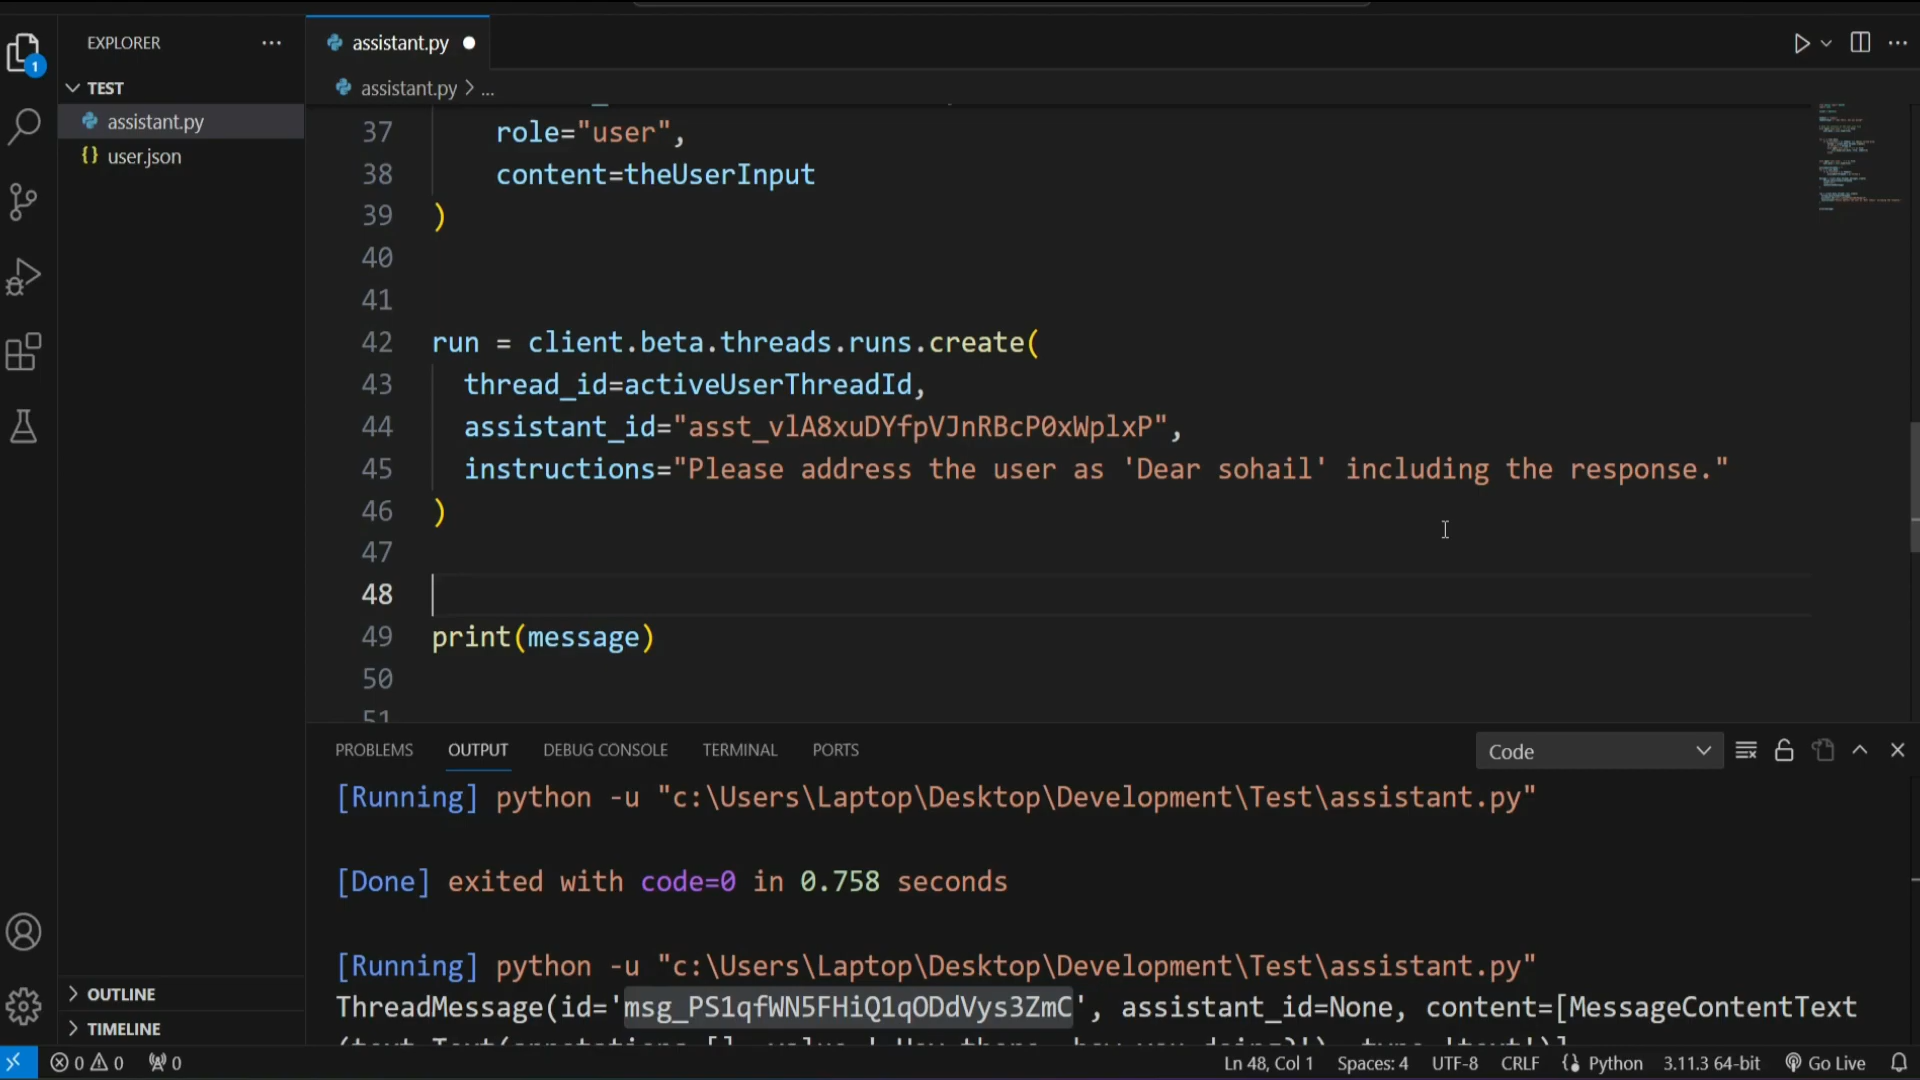 EXPLORER
assistant.py
1
assistant.py > ...
TEST
assistant.py
user.json
37 role="user",
38 content=theUserInput
39 )
40
41
42 run = client.beta.threads.runs.create(
43 thread_id=activeUserThreadId,
44 assistant_id="asst_vlA8xuDYfpVJnRBcP0xWplxP",
45 instructions="Please address the user as 'Dear sohail' including the response."
46 )
47
48
49 print(message)
50
51
PROBLEMS OUTPUT DEBUG CONSOLE TERMINAL PORTS
Code
[Running] python -u "c:\Users\Laptop\Desktop\Development\Test\assistant.py"
[Done] exited with code=0 in 0.758 seconds
[Running] python -u "c:\Users\Laptop\Desktop\Development\Test\assistant.py"
ThreadMessage(id='msg_PS1qfWN5FHiQ1qODdVys3ZmC', assistant_id=None, content=[MessageContentText
OUTLINE
TIMELINE
0 0 0
Ln 48, Col 1 Spaces: 4 UTF-8 CRLF Python 3.11.3 64-bit Go Live